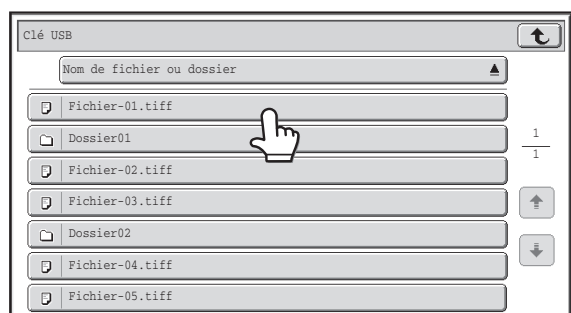 Clé USB
Nom de fichier ou dossier
Fichier-01.tiff
Dossier01
1
1
Fichier-02.tiff
Fichier-03.tiff
Dossier02
Fichier-04.tiff
Fichier-05.tiff